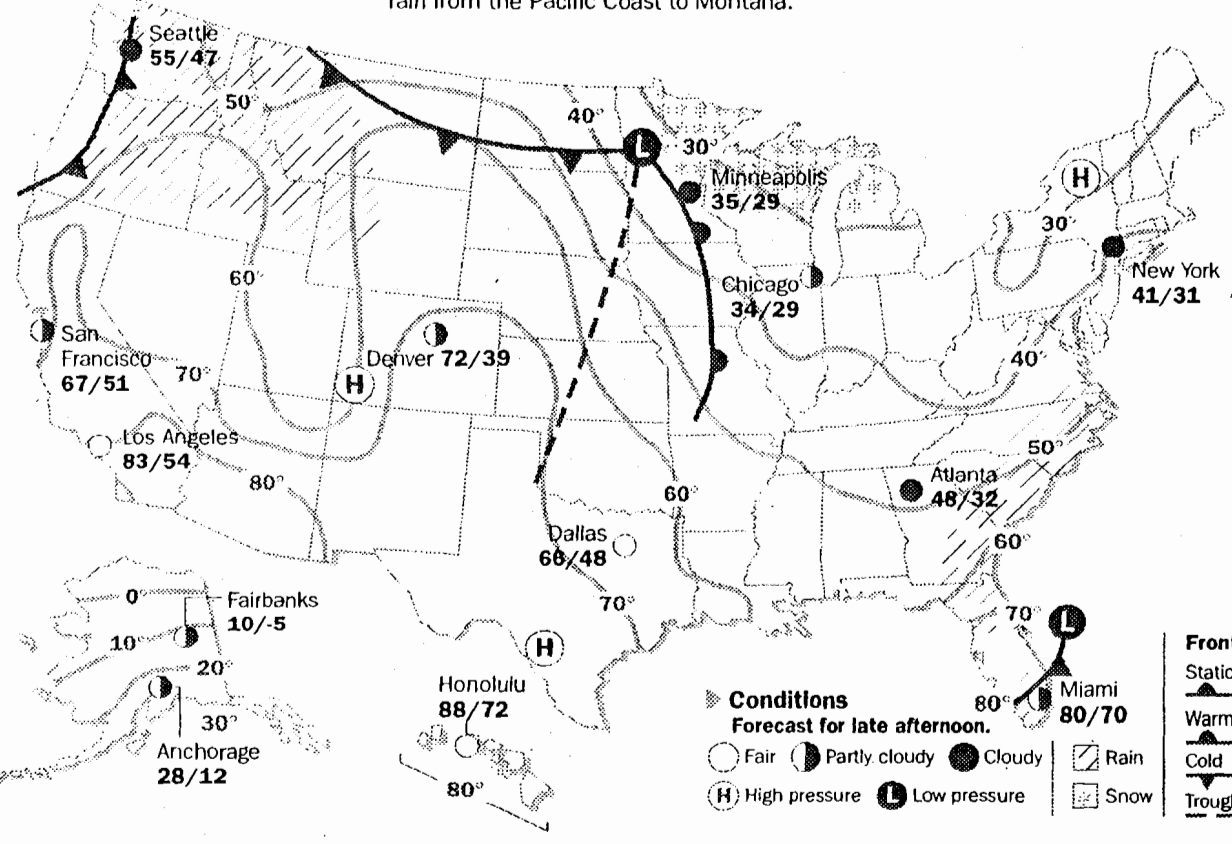 rain from the Pacific Coast to Montana.
Seattle
55/47
50°
40°
30°
L
Minneapolis
35/29
H
30°
New York
41/31
60°
Chicago
34/29
San
Francisco
67/51
Denver 72/39
H
70°
40°
Los Angeles
83/54
80°
50°
Atlanta
48/32
60°
60°
Dallas
66/48
70°
70°
L
H
0°
Fairbanks
10/-5
10°
20°
30°
Anchorage
28/12
Honolulu
88/72
80°
80°
Miami
80/70
Conditions
Forecast for late afternoon.
Fair
Partly cloudy
Cloudy
Rain
H High pressure
L Low pressure
Snow
Front
Static
Warm
Cold
Trough